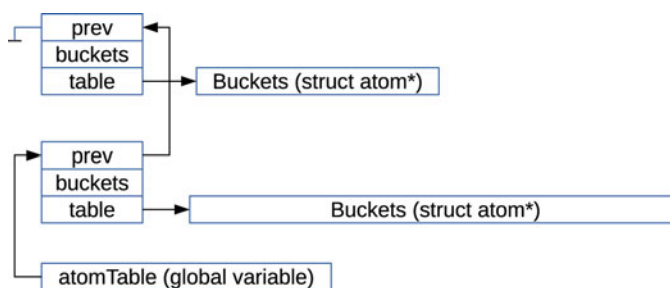 prev
buckets
table
Buckets (struct atom*)
prev
buckets
table
Buckets (struct atom*)
atomTable (global variable)